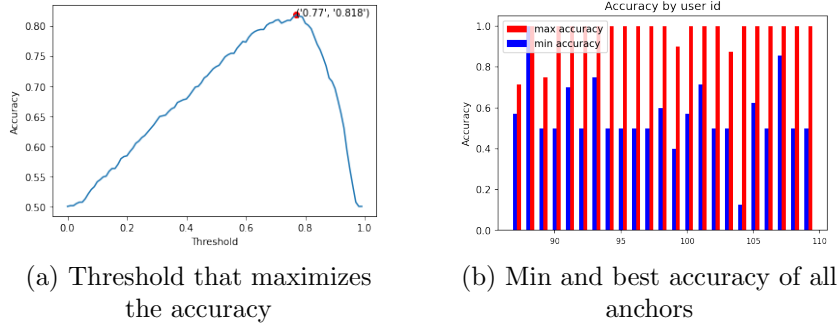 ('0.77', '0.818')
0.80
0.75
0.70
0.65
0.60
0.55
0.50
Accuracy
0.0
0.2
0.4
0.6
0.8
1.0
Threshold
(a) Threshold that maximizes
the accuracy
Accuracy by user id
max accuracy
min accuracy
1.0
0.8
0.6
0.4
0.2
0.0
Accuracy
90
95
100
105
110
(b) Min and best accuracy of all
anchors